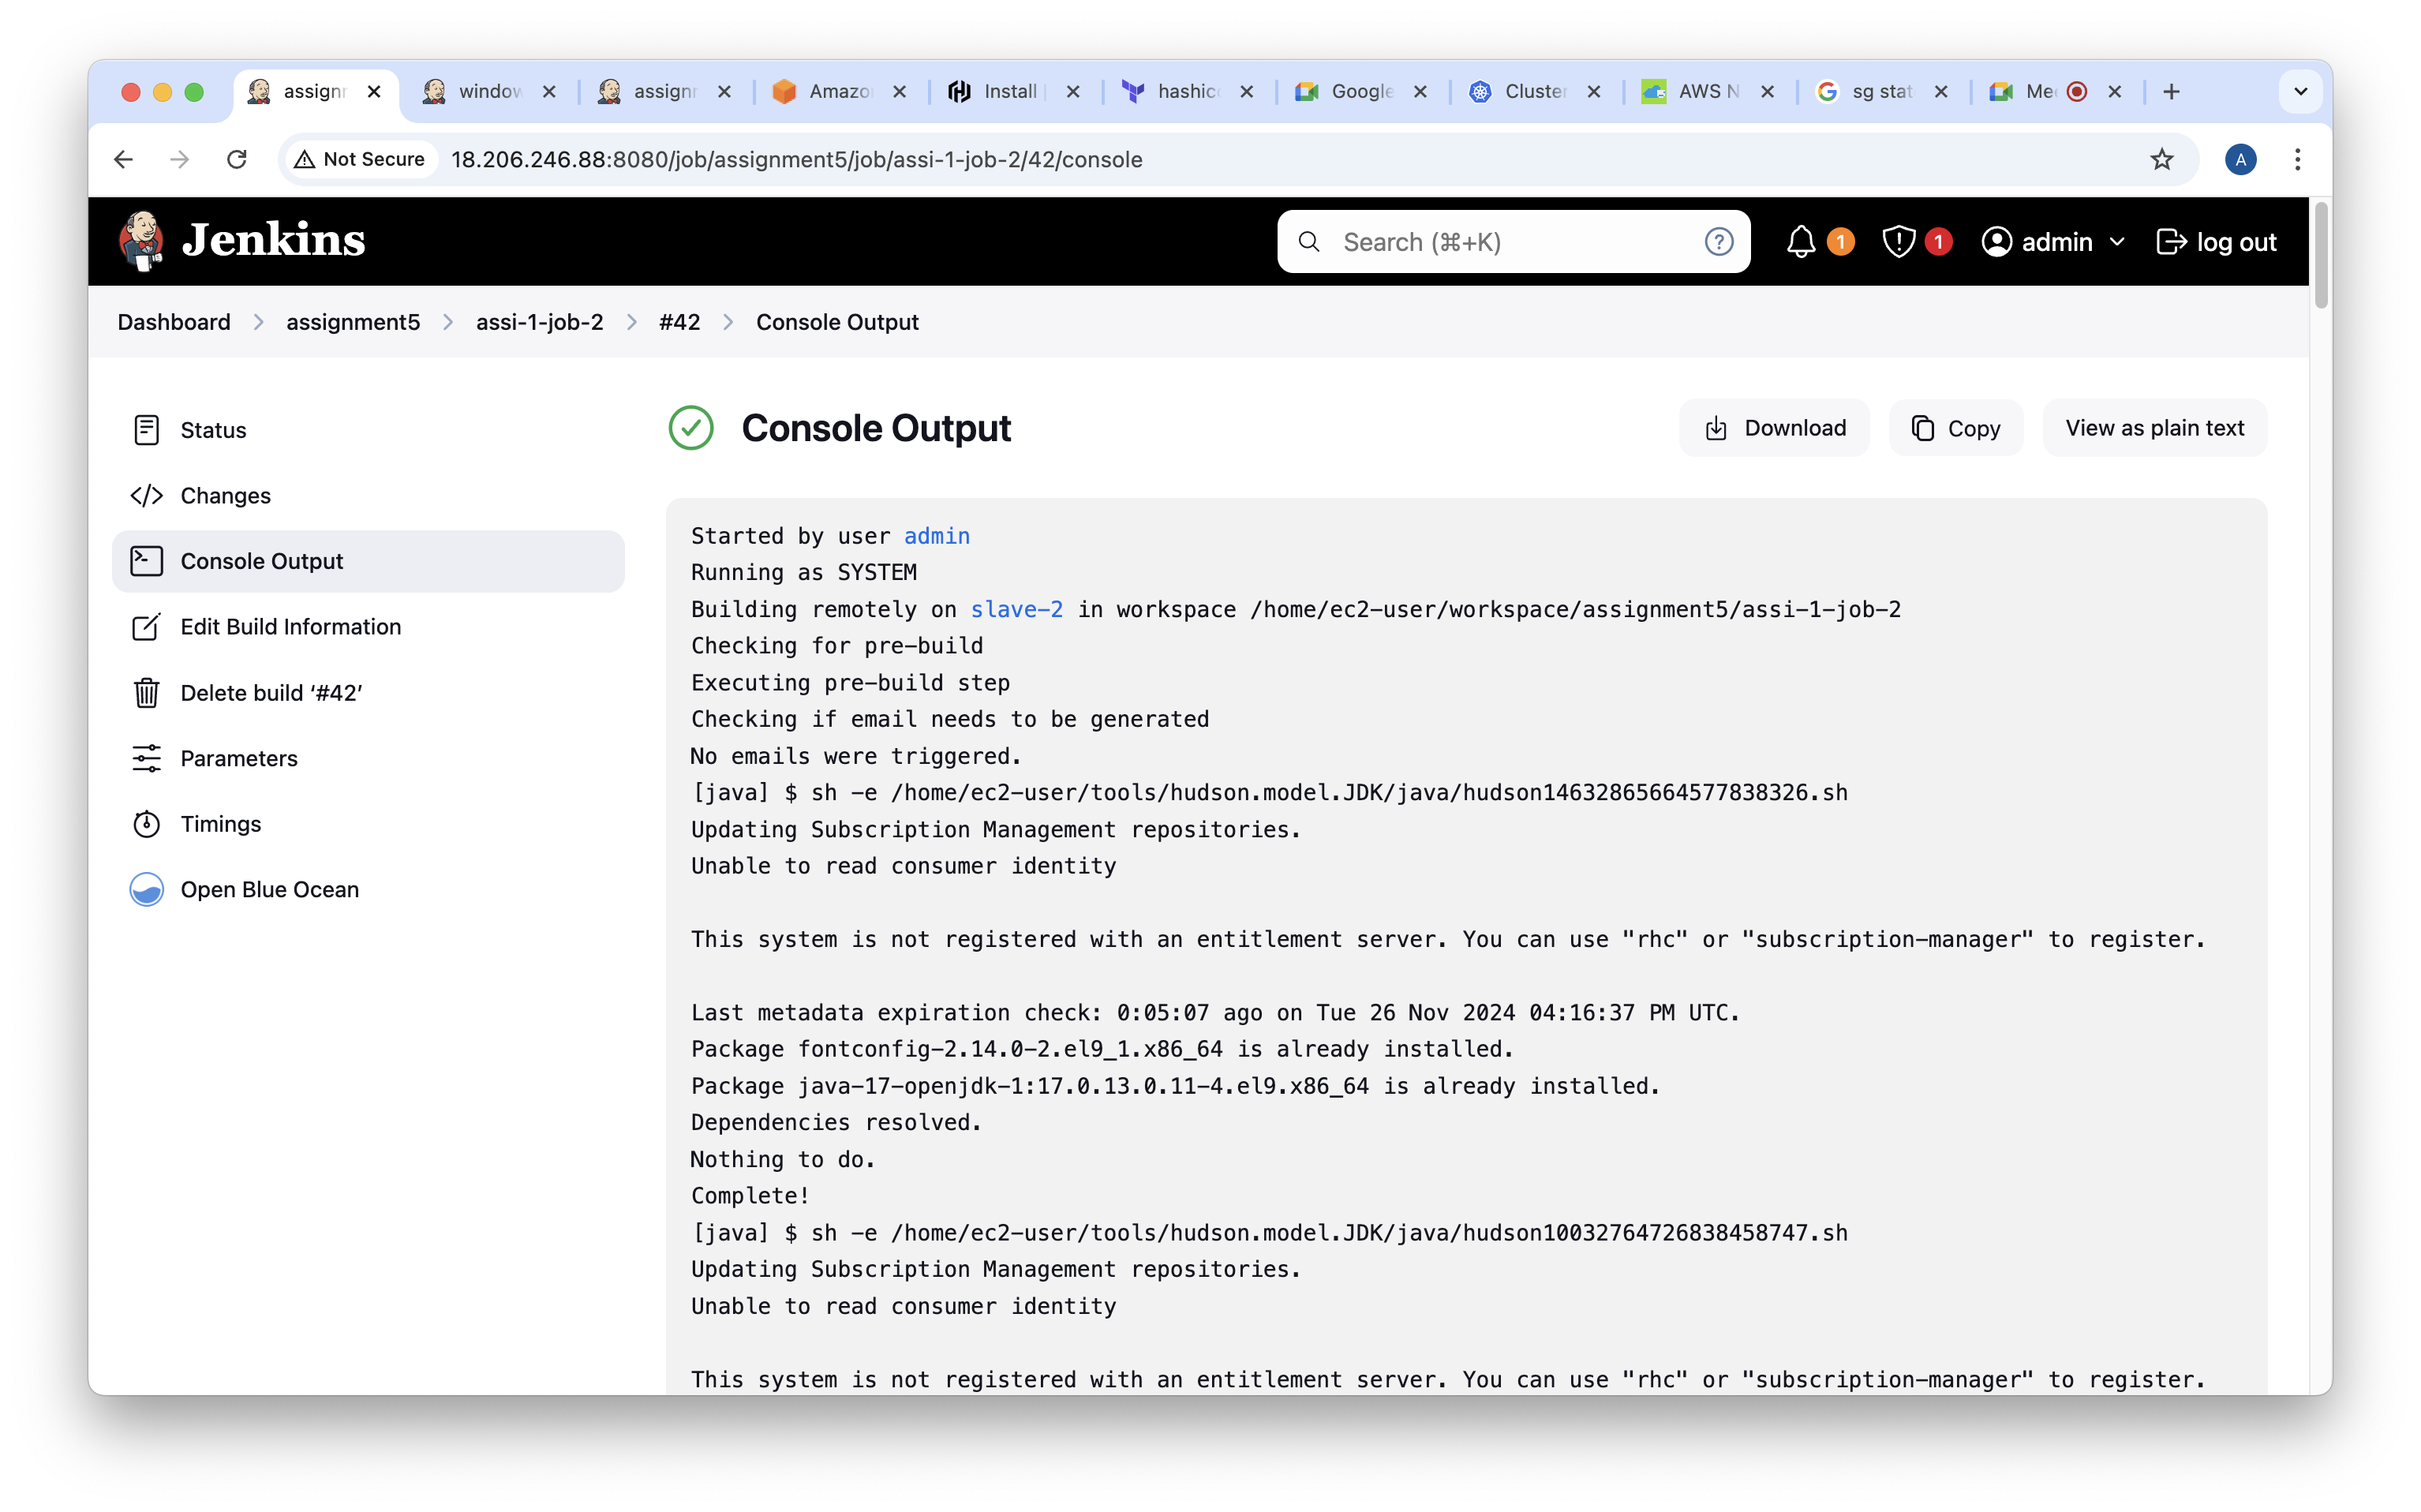 assignr
window
assignr
Amazo
Install
hashico
Google
Cluster
AWS N
sg stat
Me
Not Secure
18.206.246.88:8080/job/assignment5/job/assi-1-job-2/42/console
A
Jenkins
Search (⌘+K)
?
1
1
admin
log out
Dashboard
assignment5
assi-1-job-2
#42
Console Output
Status
Changes
Console Output
Edit Build Information
Delete build ‘#42’
Parameters
Timings
Open Blue Ocean
Console Output
Download
Copy
View as plain text
Started by user admin
Running as SYSTEM
Building remotely on slave-2 in workspace /home/ec2-user/workspace/assignment5/assi-1-job-2
Checking for pre-build
Executing pre-build step
Checking if email needs to be generated
No emails were triggered.
[java] $ sh -e /home/ec2-user/tools/hudson.model.JDK/java/hudson14632865664577838326.sh
Updating Subscription Management repositories.
Unable to read consumer identity
This system is not registered with an entitlement server. You can use "rhc" or "subscription-manager" to register.
Last metadata expiration check: 0:05:07 ago on Tue 26 Nov 2024 04:16:37 PM UTC.
Package fontconfig-2.14.0-2.el9_1.x86_64 is already installed.
Package java-17-openjdk-1:17.0.13.0.11-4.el9.x86_64 is already installed.
Dependencies resolved.
Nothing to do.
Complete!
[java] $ sh -e /home/ec2-user/tools/hudson.model.JDK/java/hudson10032764726838458747.sh
Updating Subscription Management repositories.
Unable to read consumer identity
This system is not registered with an entitlement server. You can use "rhc" or "subscription-manager" to register.